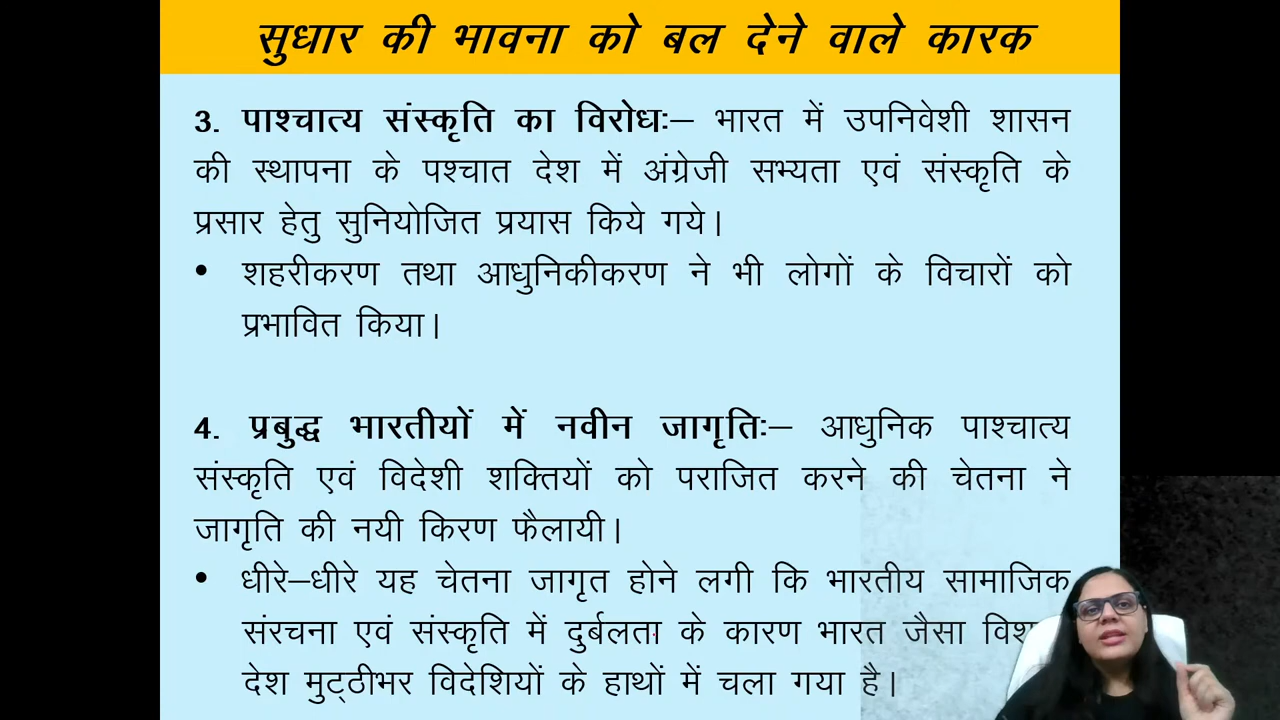 सुधार की भावना को बल देने वाले कारक
3. पाश्चात्य संस्कृति का विरोधः– भारत में उपनिवेशी शासन
की स्थापना के पश्चात देश में अंग्रेजी सभ्यता एवं संस्कृति के
प्रसार हेतु सुनियोजित प्रयास किये गये।
• शहरीकरण तथा आधुनिकीकरण ने भी लोगों के विचारों को
प्रभावित किया।
4. प्रबुद्ध भारतीयों में नवीन जागृतिः– आधुनिक पाश्चात्य
संस्कृति एवं विदेशी शक्तियों को पराजित करने की चेतना ने
जागृति की नयी किरण फैलायी।
• धीरे–धीरे यह चेतना जागृत होने लगी कि भारतीय सामाजिक
संरचना एवं संस्कृति में दुर्बलता के कारण भारत जैसा
देश मुट्ठीभर विदेशियों के हाथों में चला गया है।